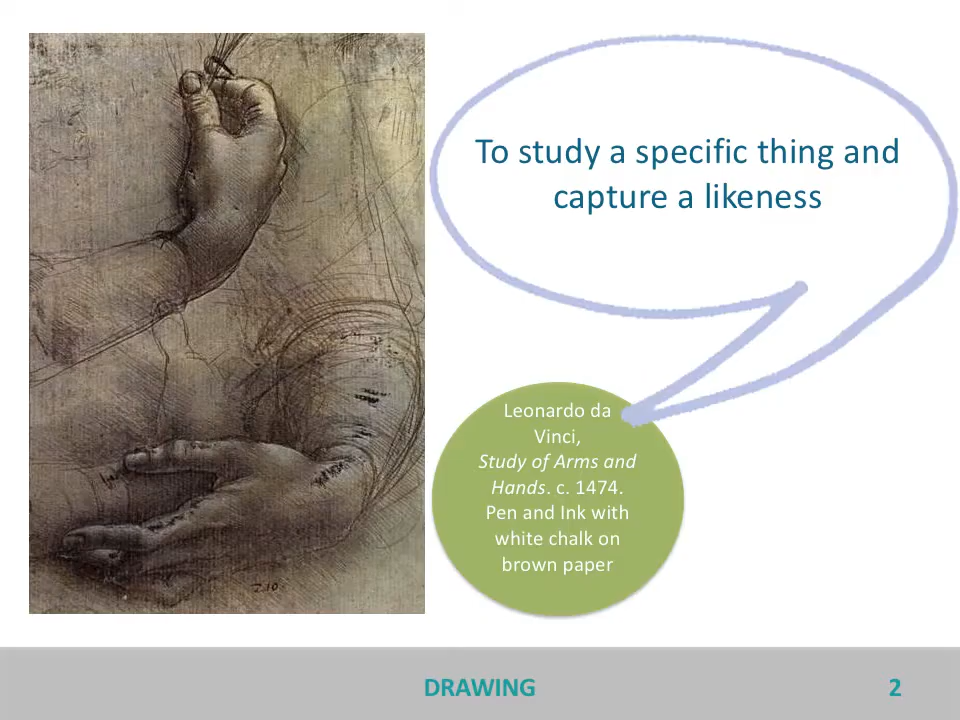 To study a specific thing and
capture a likeness
Leonardo da
Vinci,
Study of Arms and
Hands. c. 1474.
Pen and Ink with
white chalk on
brown paper
DRAWING
2